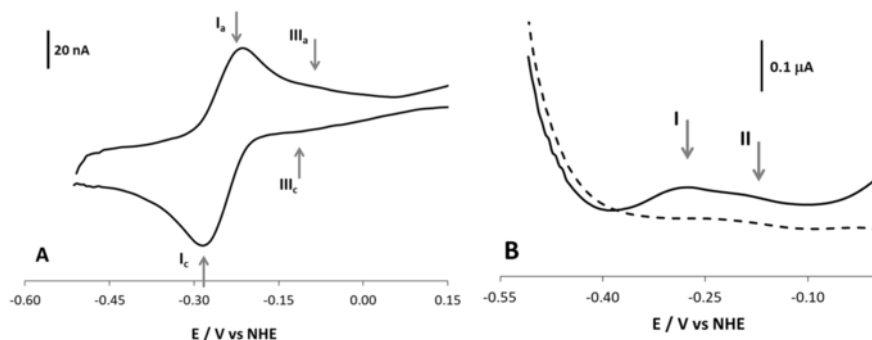 20 nA
Ia
IIIa
IIIc
Ic
A
-0.60 -0.45 -0.30 -0.15 0.00 0.15
E / V vs NHE
0.1 µA
I
II
B
-0.55 -0.40 -0.25 -0.10
E / V vs NHE